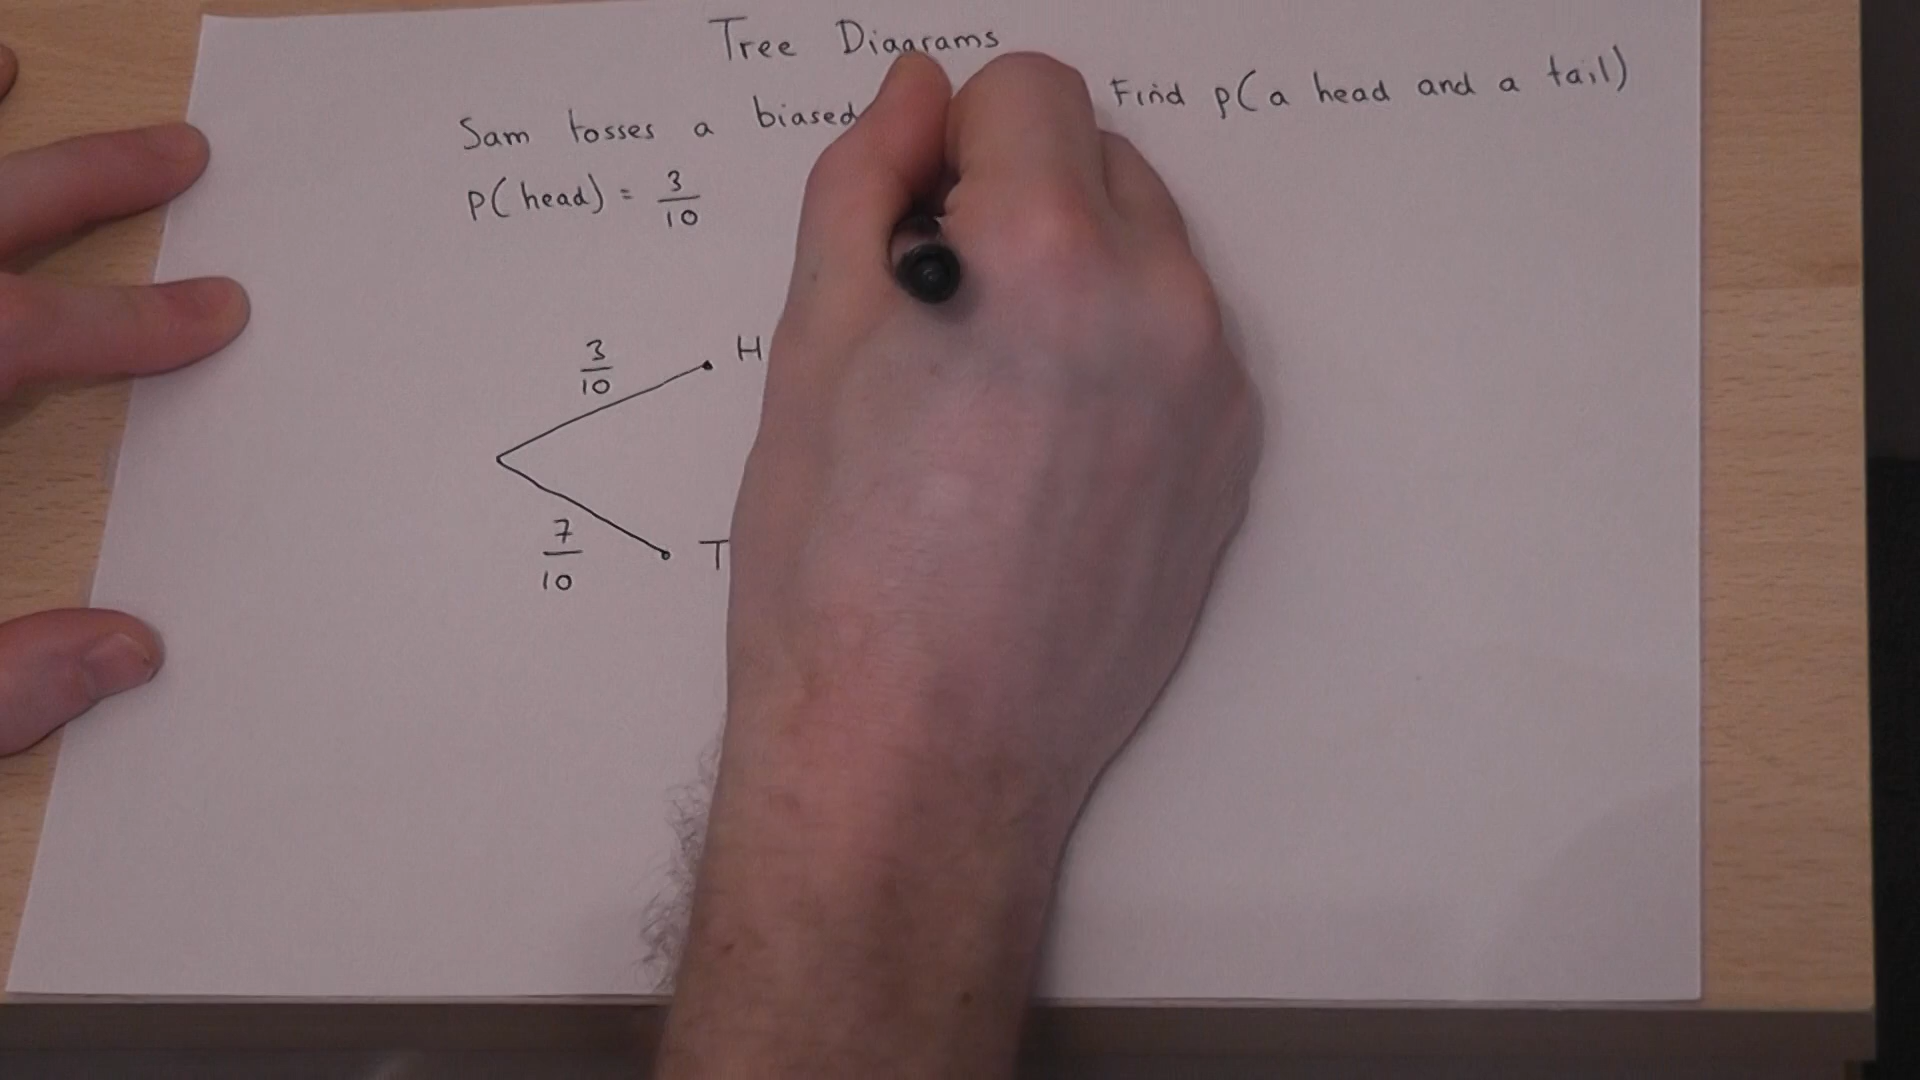 Tree Diagrams
Sam tosses a biased Find p(a head and a tail)
p(head) = 3/10
3/10 H
7/10 T